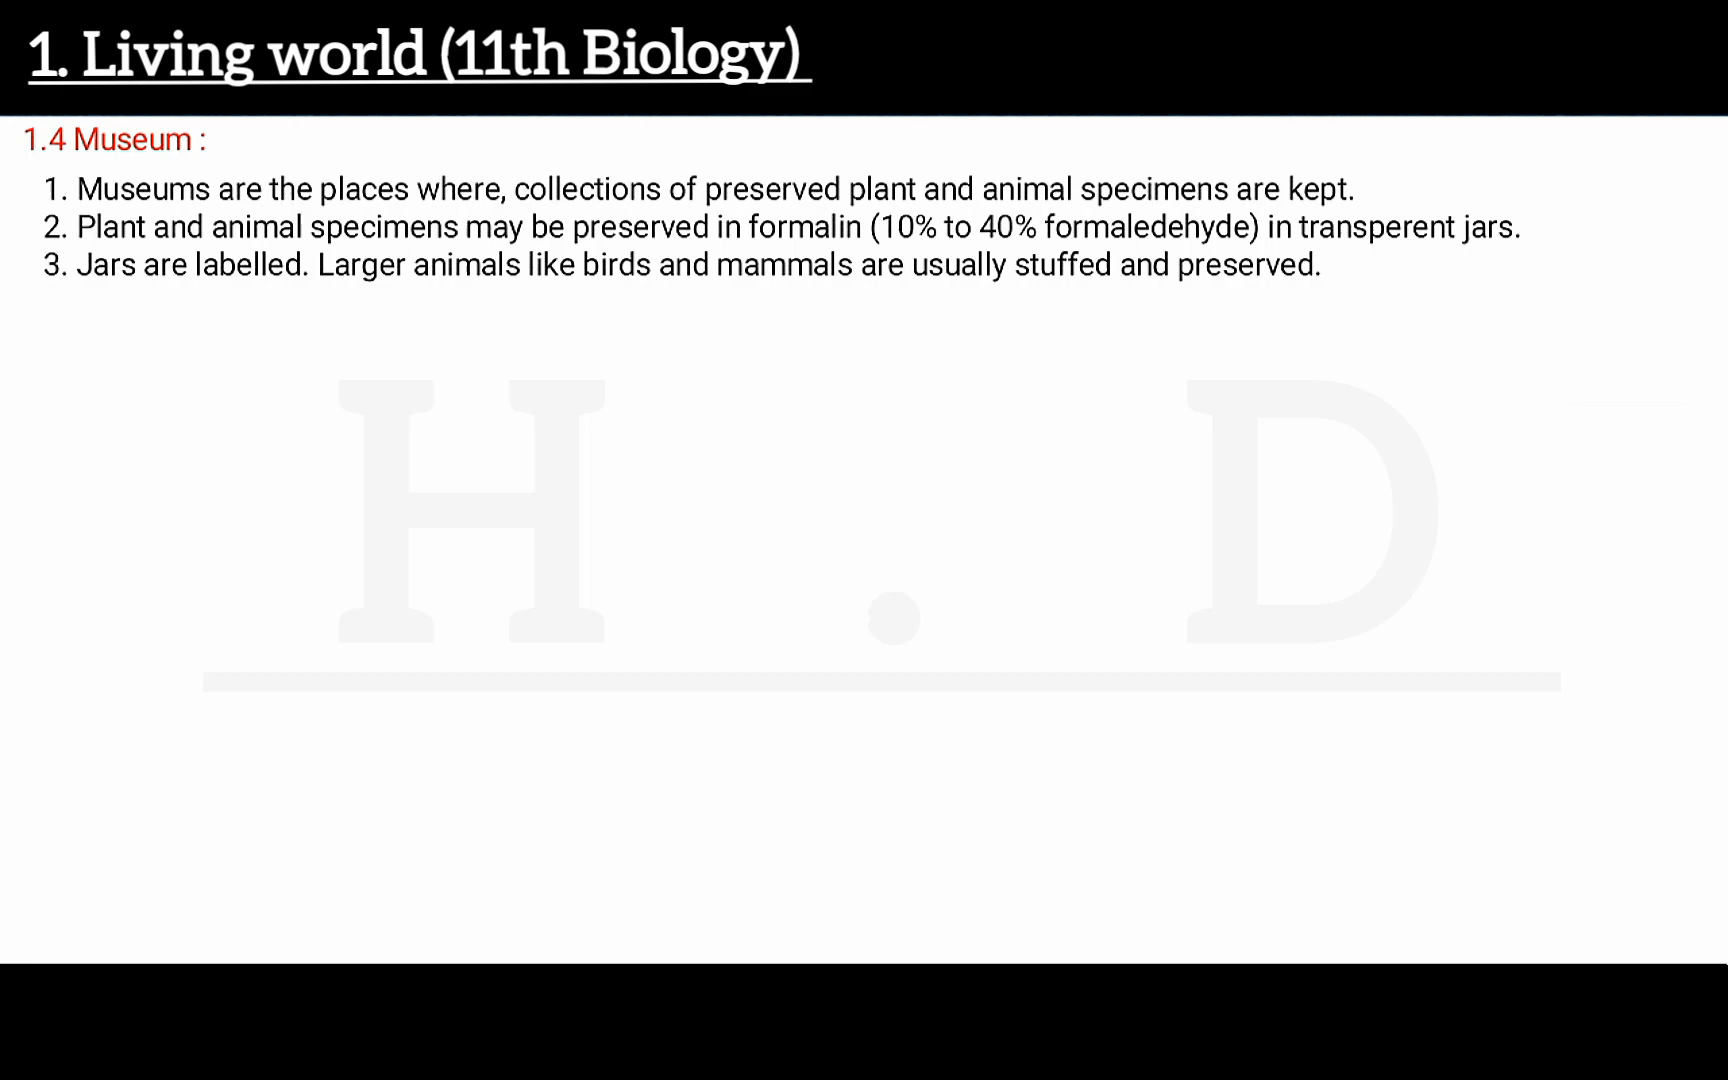 1. Living world (11th Biology)
1.4 Museum :
1. Museums are the places where, collections of preserved plant and animal specimens are kept.
2. Plant and animal specimens may be preserved in formalin (10% to 40% formaledehyde) in transperent jars.
3. Jars are labelled. Larger animals like birds and mammals are usually stuffed and preserved.
H . D